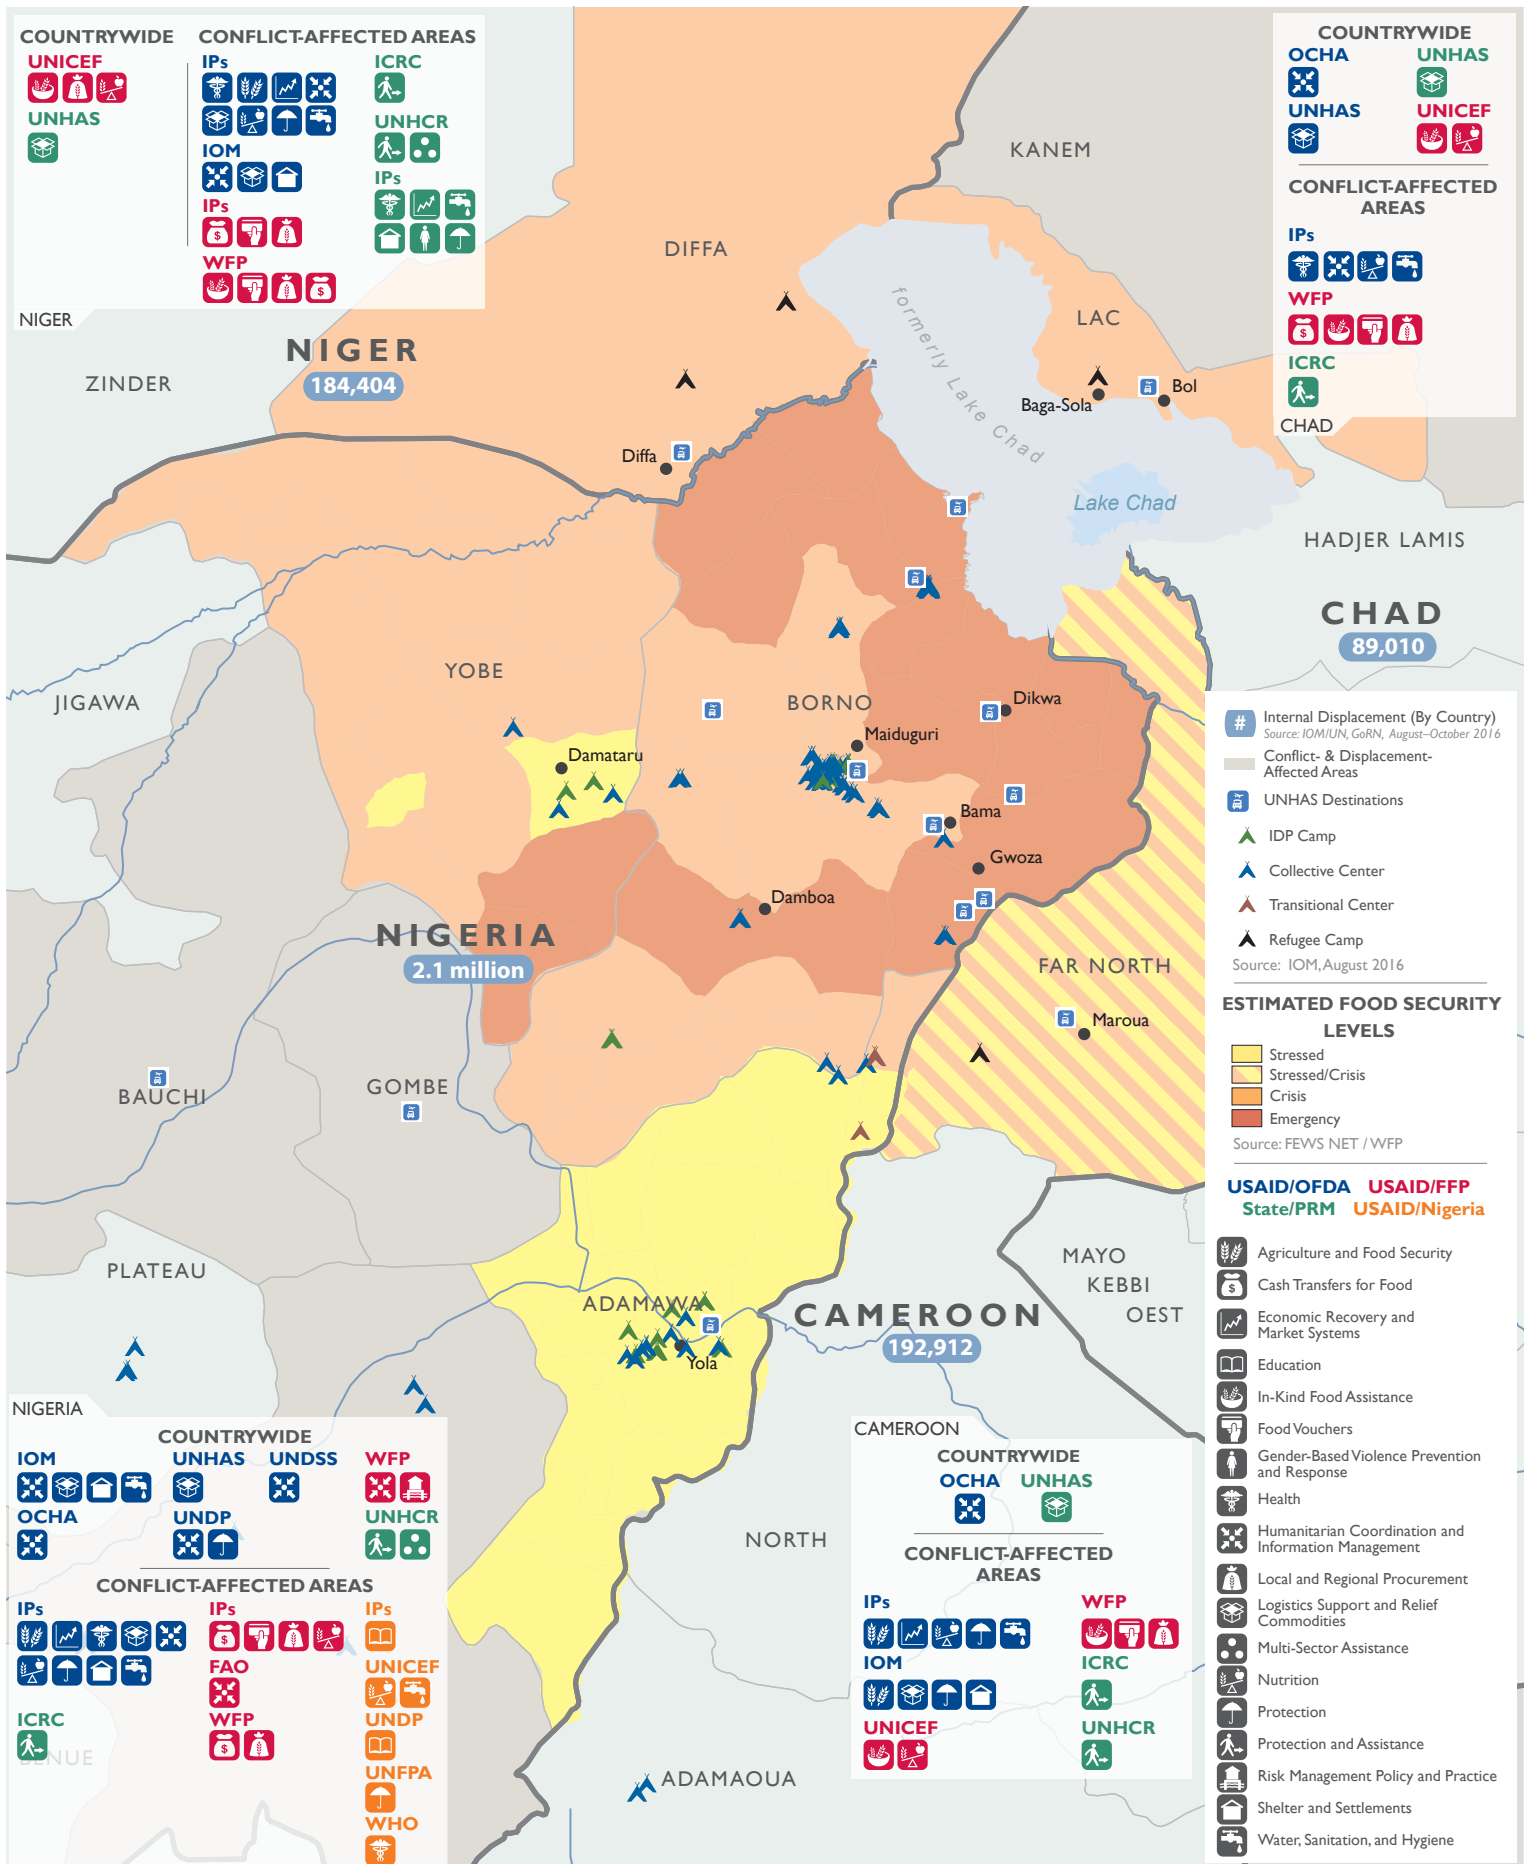 COUNTRYWIDE
UNICEF
UNHAS
CONFLICT-AFFECTED AREAS
IPs
IOM
IPs
WFP
ICRC
UNHCR
IPs
NIGER
COUNTRYWIDE
OCHA
UNHAS
UNHAS
UNICEF
CONFLICT-AFFECTED
AREAS
IPs
WFP
ICRC
CHAD
KANEM
DIFFA
LAC
formerly Lake Chad
NIGER
184,404
ZINDER
Baga-Sola
Bol
Diffa
Lake Chad
HADJER LAMIS
CHAD
89,010
YOBE
JIGAWA
BORNO
Dikwa
Maiduguri
Damataru
Bama
Gwoza
Damboa
NIGERIA
2.1 million
FAR NORTH
Maroua
BAUCHI
GOMBE
PLATEAU
MAYO
KEBBI
OEST
ADAMAWA
Yola
CAMEROON
192,912
NORTH
ADAMAOUA
BENUE
# Internal Displacement (By Country)
Source: IOM/UN, GoRN, August–October 2016
Conflict- & Displacement-
Affected Areas
UNHAS Destinations
IDP Camp
Collective Center
Transitional Center
Refugee Camp
Source: IOM, August 2016
ESTIMATED FOOD SECURITY
LEVELS
Stressed
Stressed/Crisis
Crisis
Emergency
Source: FEWS NET / WFP
USAID/OFDA USAID/FFP
State/PRM USAID/Nigeria
Agriculture and Food Security
Cash Transfers for Food
Economic Recovery and
Market Systems
Education
In-Kind Food Assistance
Food Vouchers
Gender-Based Violence Prevention
and Response
Health
Humanitarian Coordination and
Information Management
Local and Regional Procurement
Logistics Support and Relief
Commodities
Multi-Sector Assistance
Nutrition
Protection
Protection and Assistance
Risk Management Policy and Practice
Shelter and Settlements
Water, Sanitation, and Hygiene
NIGERIA
COUNTRYWIDE
IOM
UNHAS
UNDSS
WFP
OCHA
UNDP
UNHCR
CONFLICT-AFFECTED AREAS
IPs
ICRC
IPs
FAO
WFP
IPs
UNICEF
UNDP
UNFPA
WHO
CAMEROON
COUNTRYWIDE
OCHA
UNHAS
CONFLICT-AFFECTED
AREAS
IPs
IOM
UNICEF
WFP
ICRC
UNHCR